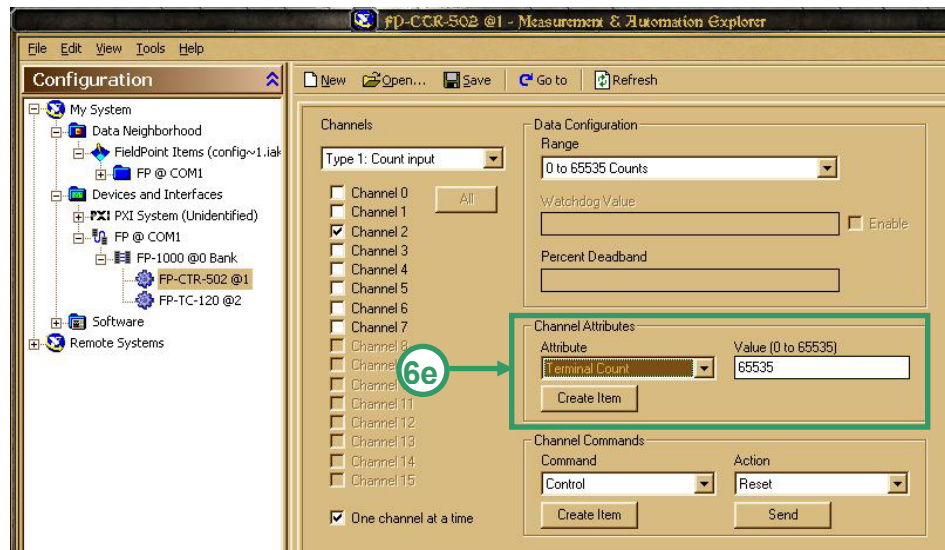 FP-CTR-502 @1 - Measurement & Automation Explorer
File Edit View Tools Help
Configuration
New Open... Save Go to Refresh
My System
Data Neighborhood
FieldPoint Items (config~1.iak
FP @ COM1
Devices and Interfaces
PXI PXI System (Unidentified)
FP @ COM1
FP-1000 @0 Bank
FP-CTR-502 @1
FP-TC-120 @2
Software
Remote Systems
Channels
Type 1: Count input
Channel 0
All
Channel 1
Channel 2
Channel 3
Channel 4
Channel 5
Channel 6
Channel 7
Channel 8
Channel
Channel 11
Channel 12
Channel 13
Channel 14
Channel 15
One channel at a time
Data Configuration
Range
0 to 65535 Counts
Watchdog Value
Enable
Percent Deadband
6e
Channel Attributes
Attribute Value (0 to 65535)
Terminal Count 65535
Create Item
Channel Commands
Command Action
Control Reset
Create Item Send